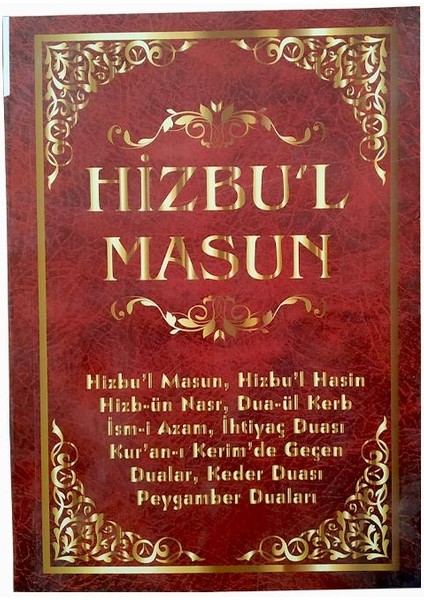 HİZBU'L
MASUN
Hizbu'l Masun, Hizbu'l Hasin
Hizb-ün Nasr, Dua-ül Kerb
İsm-i Azam, İhtiyaç Duası
Kur'an-ı Kerim'de Geçen
Dualar, Keder Duası
Peygamber Duaları